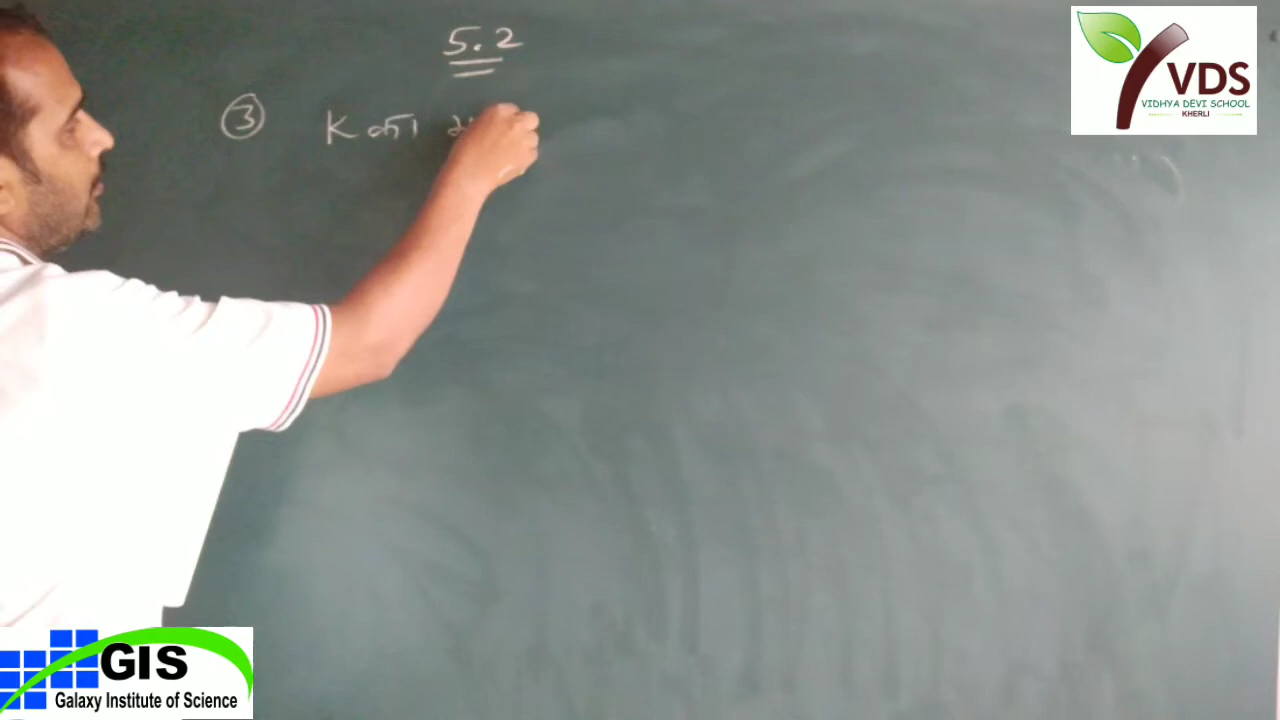 5.2
③ K का
VDS
VIDHYA DEVI SCHOOL
KHERLI
GIS
Galaxy Institute of Science